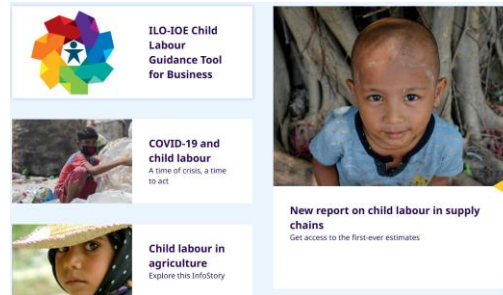 ILO-IOE Child
Labour
Guidance Tool
for Business
COVID-19 and
child labour
A time of crisis, a time
to act
Child labour in
agriculture
Explore this InfoStory
New report on child labour in supply
chains
Get access to the first-ever estimates